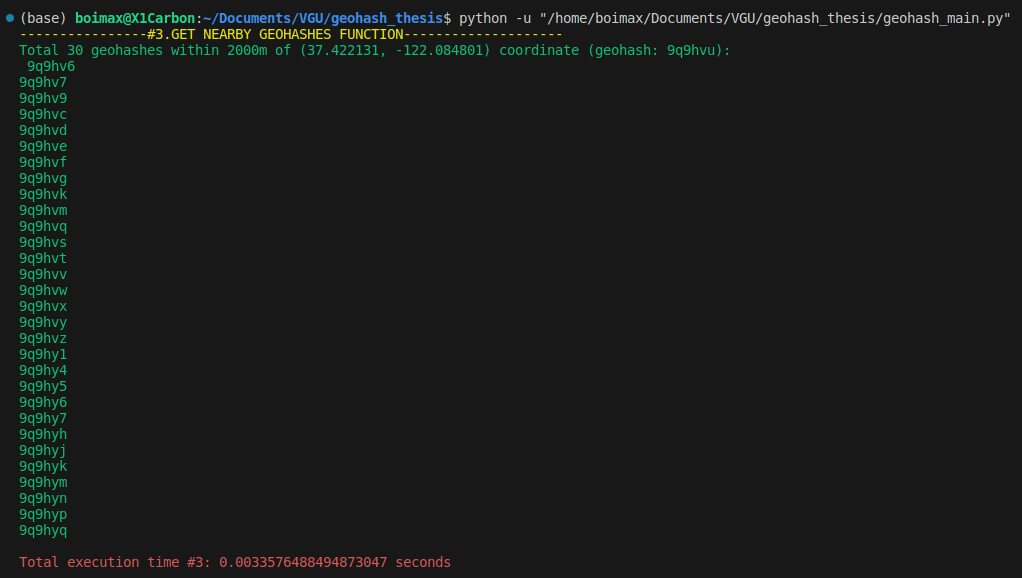 (base) boimax@X1Carbon:~/Documents/VGU/geohash_thesis$ python -u "/home/boimax/Documents/VGU/geohash_thesis/geohash_main.py"
----------------#3.GET NEARBY GEOHASHES FUNCTION--------------------
Total 30 geohashes within 2000m of (37.422131, -122.084801) coordinate (geohash: 9q9hvu):
9q9hv6
9q9hv7
9q9hv9
9q9hvc
9q9hvd
9q9hve
9q9hvf
9q9hvg
9q9hvk
9q9hvm
9q9hvq
9q9hvs
9q9hvt
9q9hvv
9q9hvw
9q9hvx
9q9hvy
9q9hvz
9q9hy1
9q9hy4
9q9hy5
9q9hy6
9q9hy7
9q9hyh
9q9hyj
9q9hyk
9q9hym
9q9hyn
9q9hyp
9q9hyq
Total execution time #3: 0.0033576488494873047 seconds